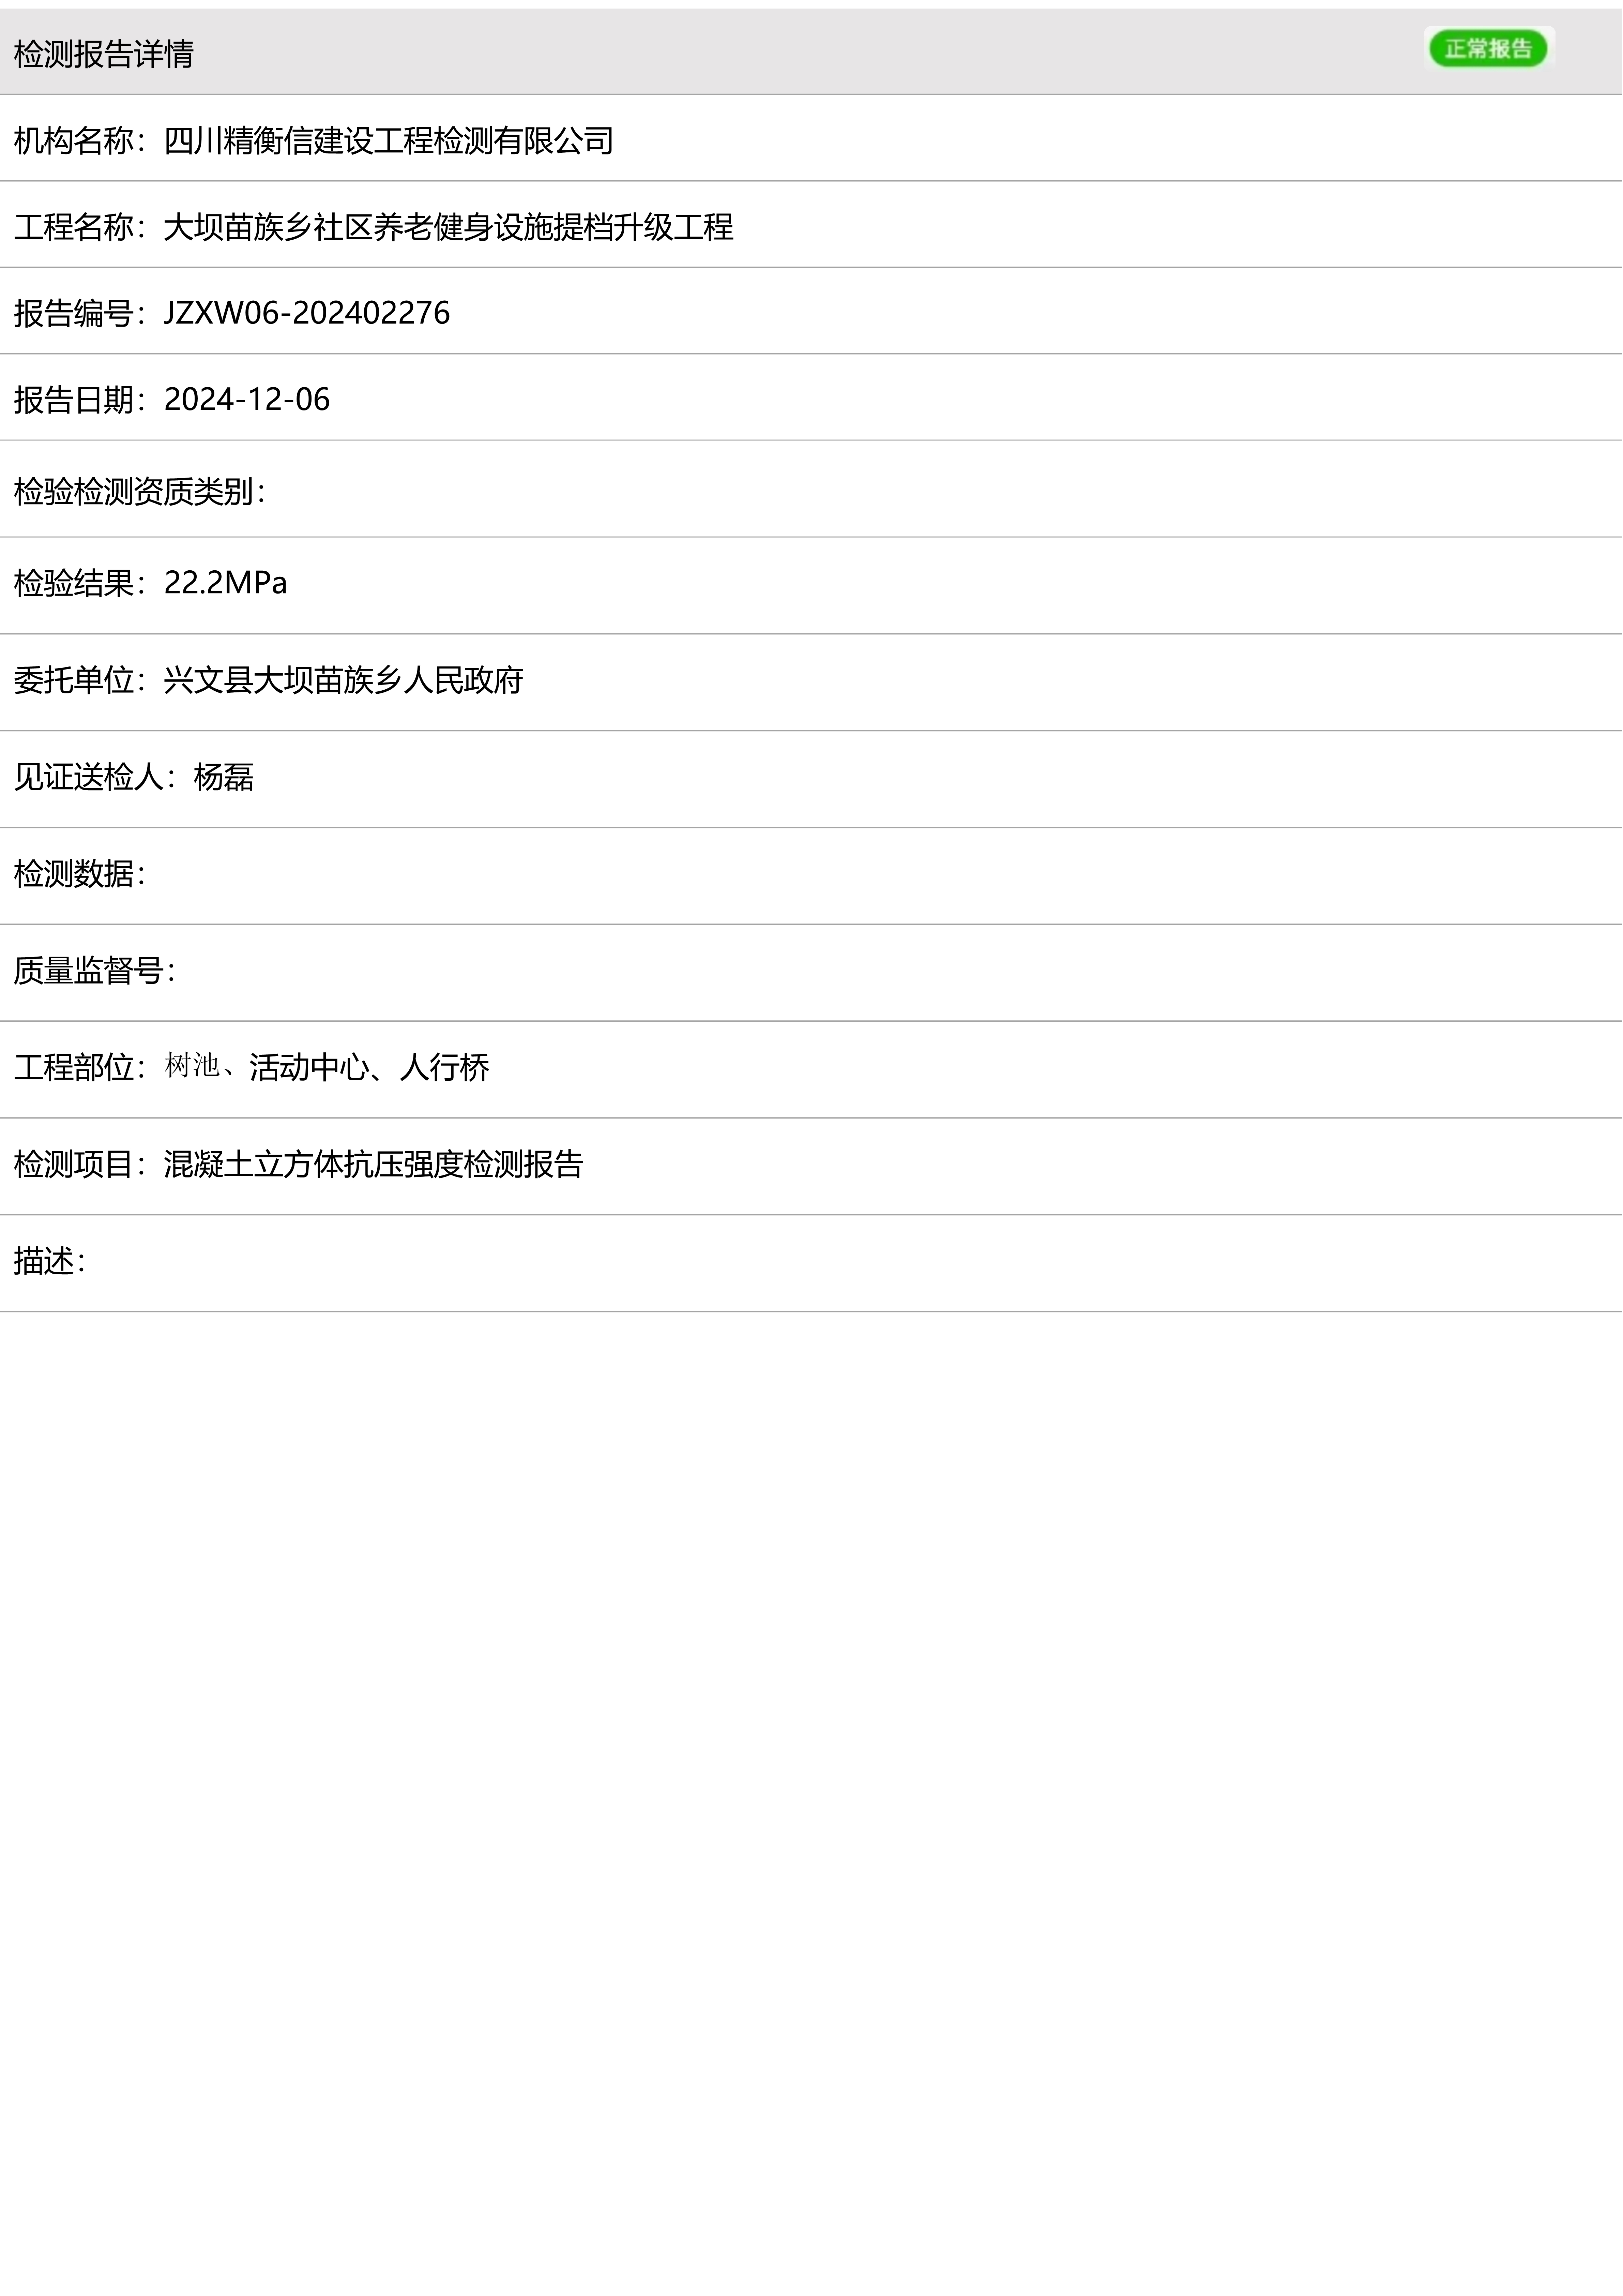 检测报告详情 正常报告
机构名称：四川精衡信建设工程检测有限公司
工程名称：大坝苗族乡社区养老健身设施提档升级工程
报告编号：JZXW06-202402276
报告日期：2024-12-06
检验检测资质类别：
检验结果：22.2MPa
委托单位：兴文县大坝苗族乡人民政府
见证送检人：杨磊
检测数据：
质量监督号：
工程部位：树池、活动中心、人行桥
检测项目：混凝土立方体抗压强度检测报告
描述：